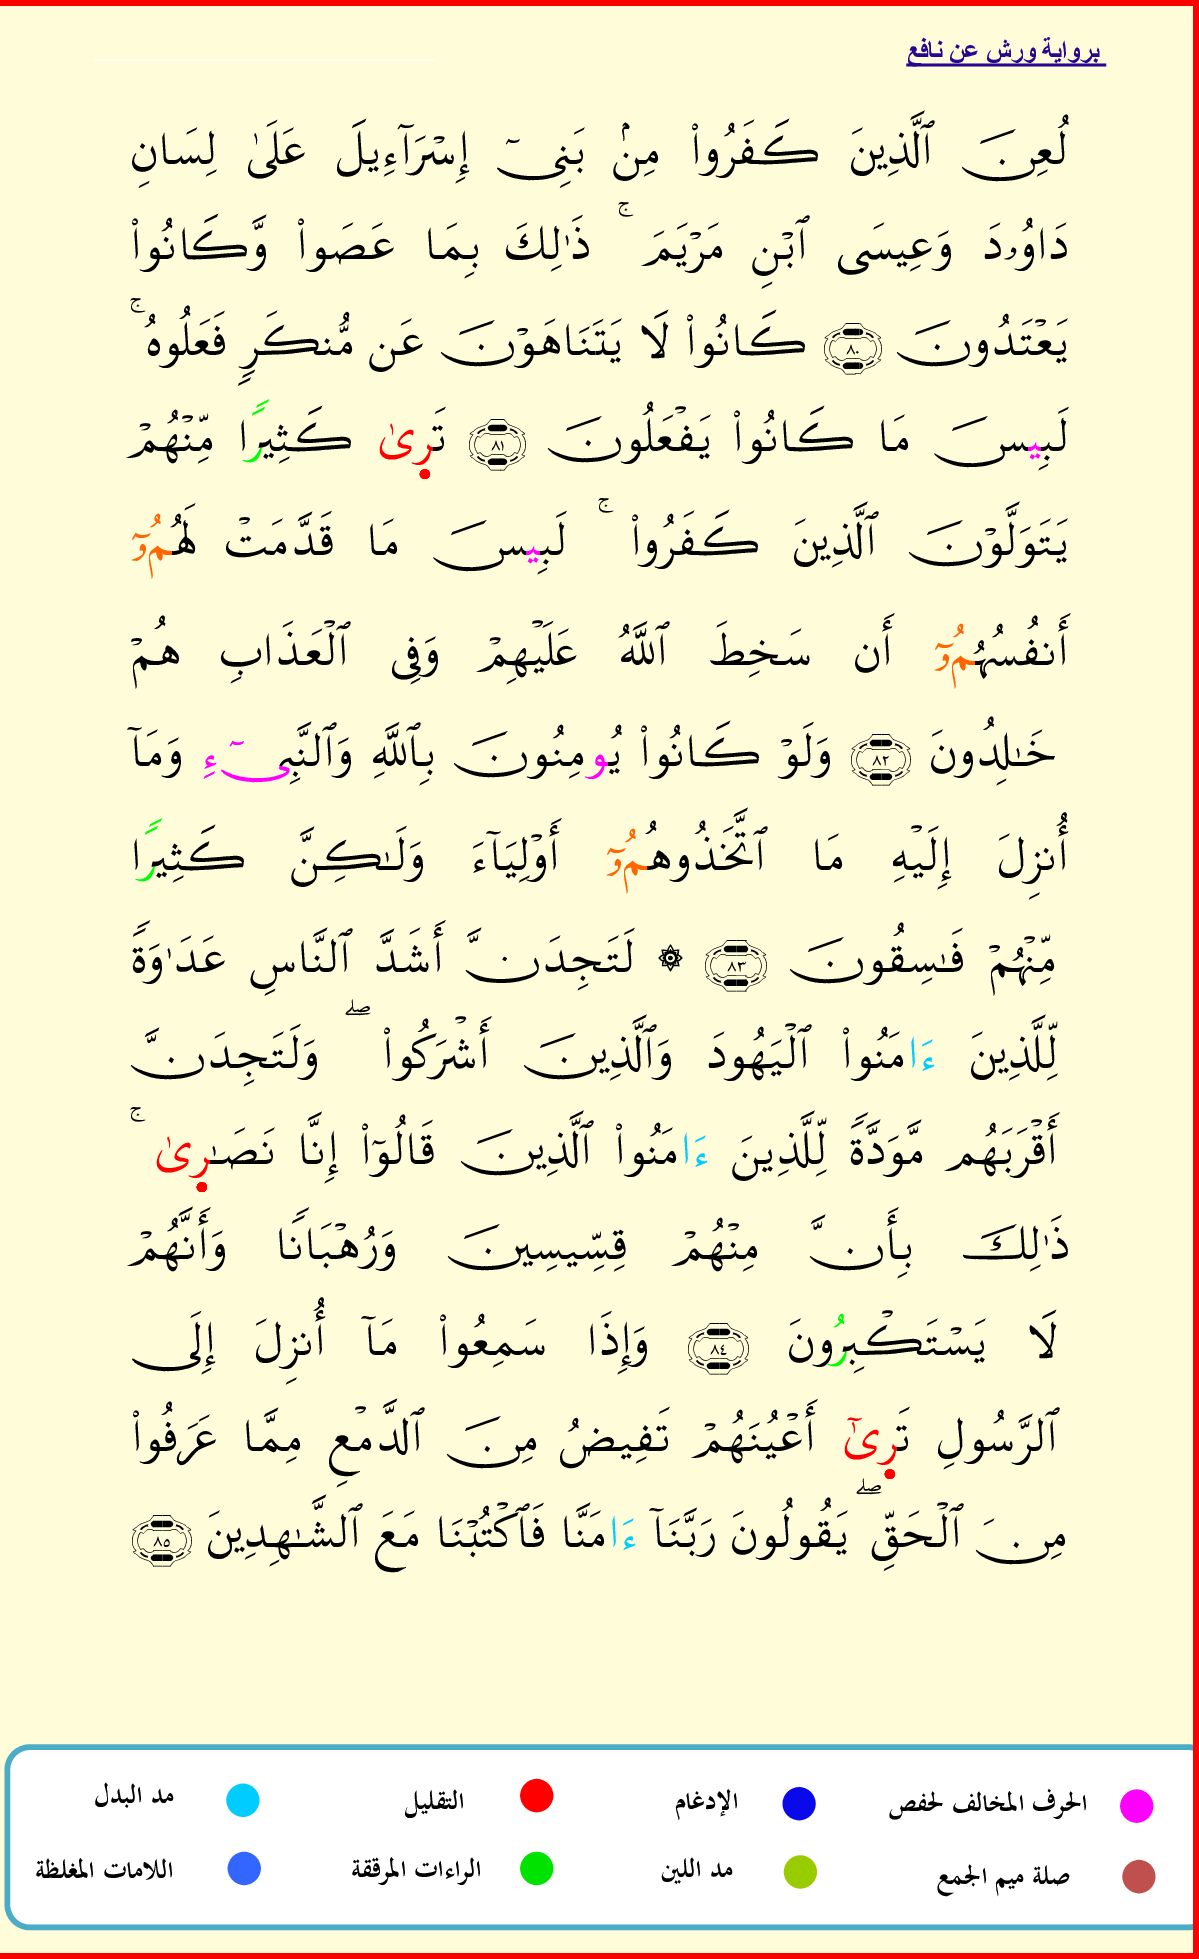 برواية ورش عن نافع
لُعِنَ ٱلَّذِينَ كَفَرُواْ مِنۢ بَنِىٓ إِسْرَآءِيلَ عَلَىٰ لِسَانِ
دَاوُۥدَ وَعِيسَى ٱبْنِ مَرْيَمَ ۚ ذَٰلِكَ بِمَا عَصَواْ وَّكَانُواْ
يَعْتَدُونَ ٨٠ كَانُواْ لَا يَتَنَاهَوْنَ عَن مُّنكَرٍ فَعَلُوهُ ۚ
لَبِيسَ مَا كَانُواْ يَفْعَلُونَ ٨١ تَرِىٰ كَثِيرًا مِّنْهُمْ
يَتَوَلَّوْنَ ٱلَّذِينَ كَفَرُواْ ۚ لَبِيسَ مَا قَدَّمَتْ لَهُمُۥٓ
أَنفُسُهُمُۥٓ أَن سَخِطَ ٱللَّهُ عَلَيْهِمْ وَفِى ٱلْعَذَابِ هُمْ
خَٰلِدُونَ ٨٢ وَلَوْ كَانُواْ يُومِنُونَ بِٱللَّهِ وَٱلنَّبِىٓءِ وَمَآ
أُنزِلَ إِلَيْهِ مَا ٱتَّخَذُوهُمُۥٓ أَوْلِيَآءَ وَلَٰكِنَّ كَثِيرًا
مِّنْهُمْ فَٰسِقُونَ ٨٣ ۞ لَتَجِدَنَّ أَشَدَّ ٱلنَّاسِ عَدَٰوَةً
لِّلَّذِينَ ءَامَنُواْ ٱلْيَهُودَ وَٱلَّذِينَ أَشْرَكُواْ ۖ وَلَتَجِدَنَّ
أَقْرَبَهُم مَّوَدَّةً لِّلَّذِينَ ءَامَنُواْ ٱلَّذِينَ قَالُوٓاْ إِنَّا نَصَٰرِىٰ ۚ
ذَٰلِكَ بِأَنَّ مِنْهُمْ قِسِّيسِينَ وَرُهْبَانًا وَأَنَّهُمْ
لَا يَسْتَكْبِرُونَ ٨٤ وَإِذَا سَمِعُواْ مَآ أُنزِلَ إِلَى
ٱلرَّسُولِ تَرِىٰٓ أَعْيُنَهُمْ تَفِيضُ مِنَ ٱلدَّمْعِ مِمَّا عَرَفُواْ
مِنَ ٱلْحَقِّ ۖ يَقُولُونَ رَبَّنَآ ءَامَنَّا فَٱكْتُبْنَا مَعَ ٱلشَّٰهِدِينَ ٨٥
الحرف المخالف لحفص الإدغام التقليل مد البدل
صلة ميم الجمع مد اللين الراءات المرققة اللامات المغلظة